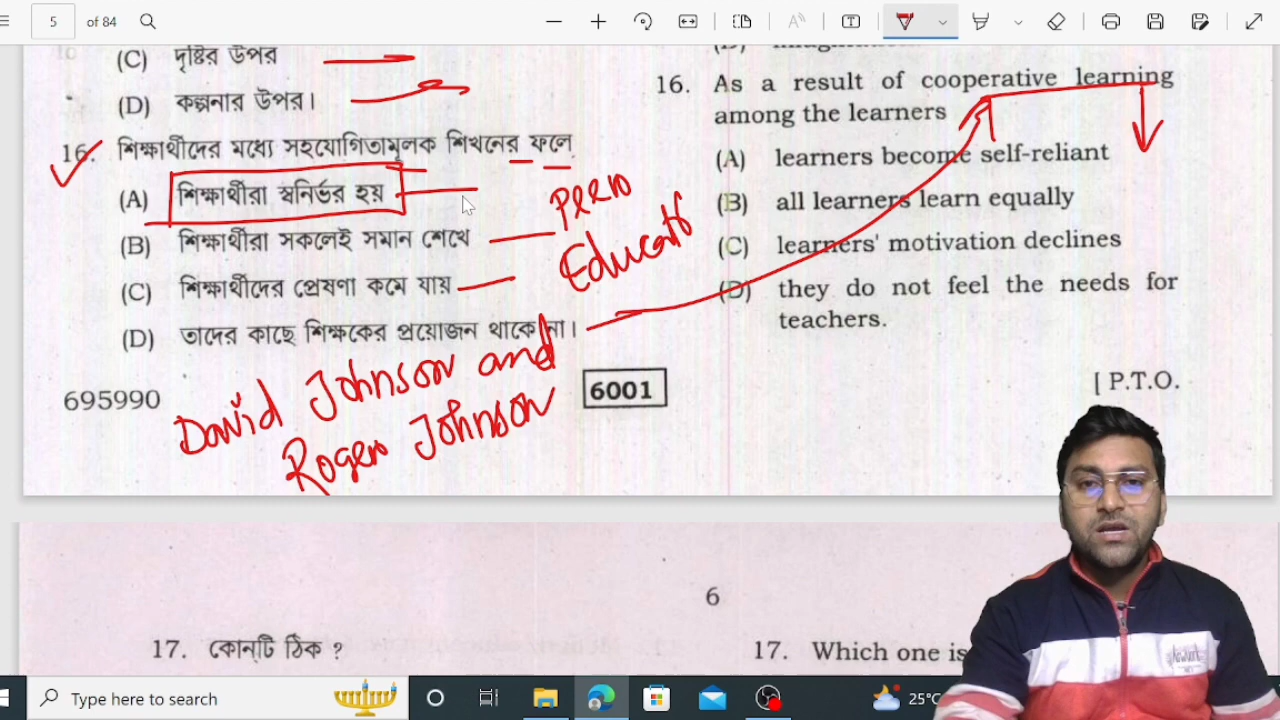 5 of 84
(C) দৃষ্টির উপর
(D) কল্পনার উপর।
16. শিক্ষার্থীদের মধ্যে সহযোগিতামূলক শিখনের ফলে
(A) শিক্ষার্থীরা স্বনির্ভর হয়
(B) শিক্ষার্থীরা সকলেই সমান শেখে
(C) শিক্ষার্থীদের প্রেষণা কমে যায়
(D) তাদের কাছে শিক্ষকের প্রয়োজন থাকে না।
Peer
Educator
David Johnson and
Roger Johnson
695990
6001
16. As a result of cooperative learning
among the learners
(A) learners become self-reliant
(B) all learners learn equally
(C) learners' motivation declines
(D) they do not feel the needs for
teachers.
[ P.T.O.
6
17. কোন্‌টি ঠিক ?
17. Which one is
Type here to search
25°C